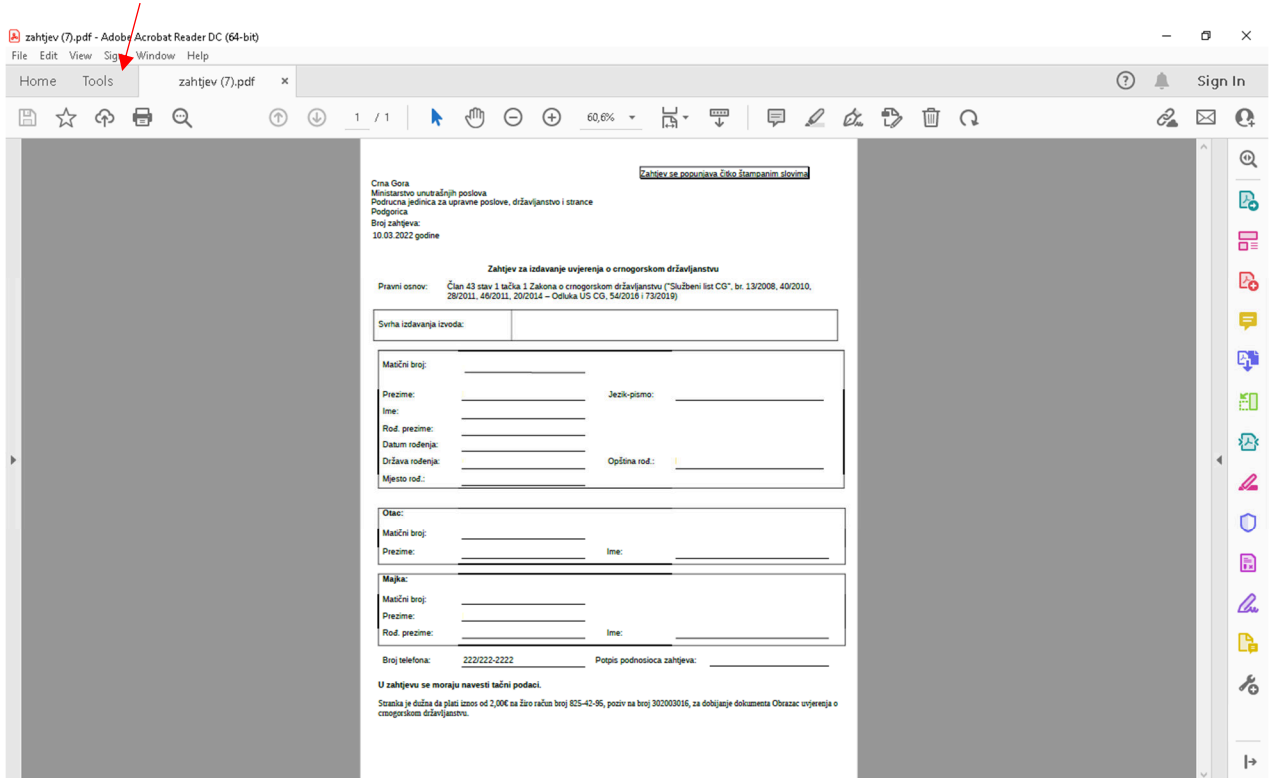 zahtjev (7).pdf - Adobe Acrobat Reader DC (64-bit)
File Edit View Sign Window Help
Home Tools zahtjev (7).pdf × ? Sign In
1 / 1 60,6%
Zahtjev se popunjava čitko štampanim slovima
Crna Gora
Ministarstvo unutrašnjih poslova
Podrucna jedinica za upravne poslove, državljanstvo i strance
Podgorica
Broj zahtjeva:
10.03.2022 godine
Zahtjev za izdavanje uvjerenja o crnogorskom državljanstvu
Pravni osnov: Član 43 stav 1 tačka 1 Zakona o crnogorskom državljanstvu ("Službeni list CG", br. 13/2008, 40/2010,
28/2011, 46/2011, 20/2014 – Odluka US CG, 54/2016 i 73/2019)
Svrha izdavanja izvoda:
Matični broj:
Prezime: Jezik-pismo:
Ime:
Rođ. prezime:
Datum rođenja:
Država rođenja: Opština rođ.:
Mjesto rođ.:
Otac:
Matični broj:
Prezime: Ime:
Majka:
Matični broj:
Prezime:
Rođ. prezime: Ime:
Broj telefona: 222/222-2222 Potpis podnosioca zahtjeva:
U zahtjevu se moraju navesti tačni podaci.
Stranka je dužna da plati iznos od 2,00€ na žiro račun broj 825-42-95, poziv na broj 302003016, za dobijanje dokumenta Obrazac uvjerenja o
crnogorskom državljanstvu.